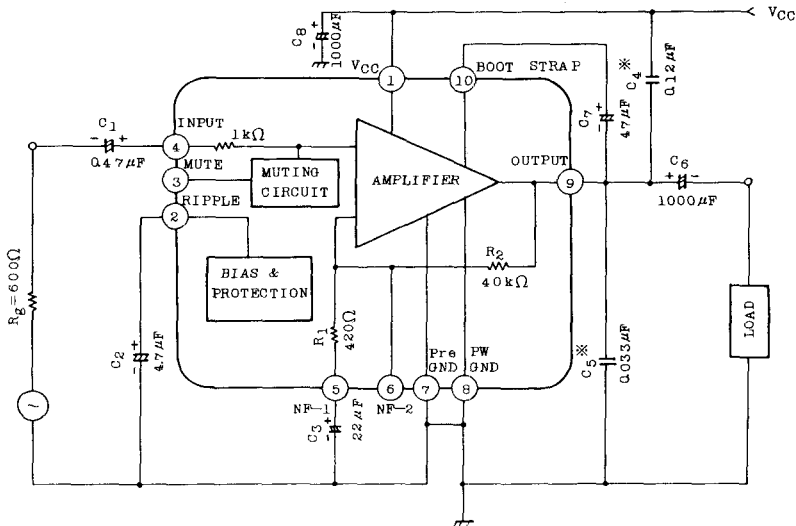 VCC
C8
1000μF
- +
VCC
1
10
BOOT STRAP
C7
47μF
- +
C4 ※
0.12μF
C1
- +
0.47μF
INPUT
4
1kΩ
MUTE
3
MUTING
CIRCUIT
RIPPLE
2
AMPLIFIER
OUTPUT
9
C6
+ -
1000μF
BIAS &
PROTECTION
R2
40kΩ
R1
420Ω
Rg=600Ω
C2
4.7μF
- +
Pre
GND
PW
GND
C5 ※
0.033μF
LOAD
5
6
7
8
NF-1
NF-2
C3
22μF
- +